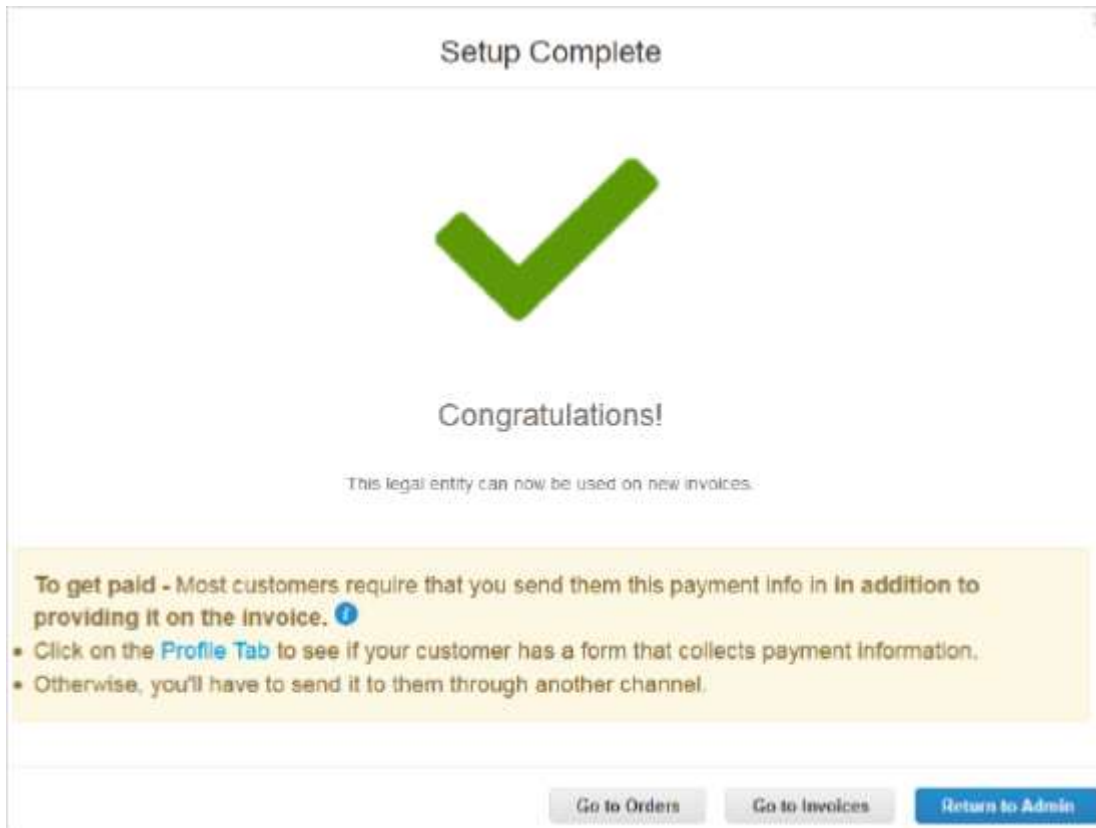 Setup Complete
Congratulations!
This legal entity can now be used on new invoices.
To get paid - Most customers require that you send them this payment info in in addition to
providing it on the invoice.
• Click on the Profile Tab to see if your customer has a form that collects payment information.
• Otherwise, you'll have to send it to them through another channel.
Go to Orders Go to Invoices Return to Admin